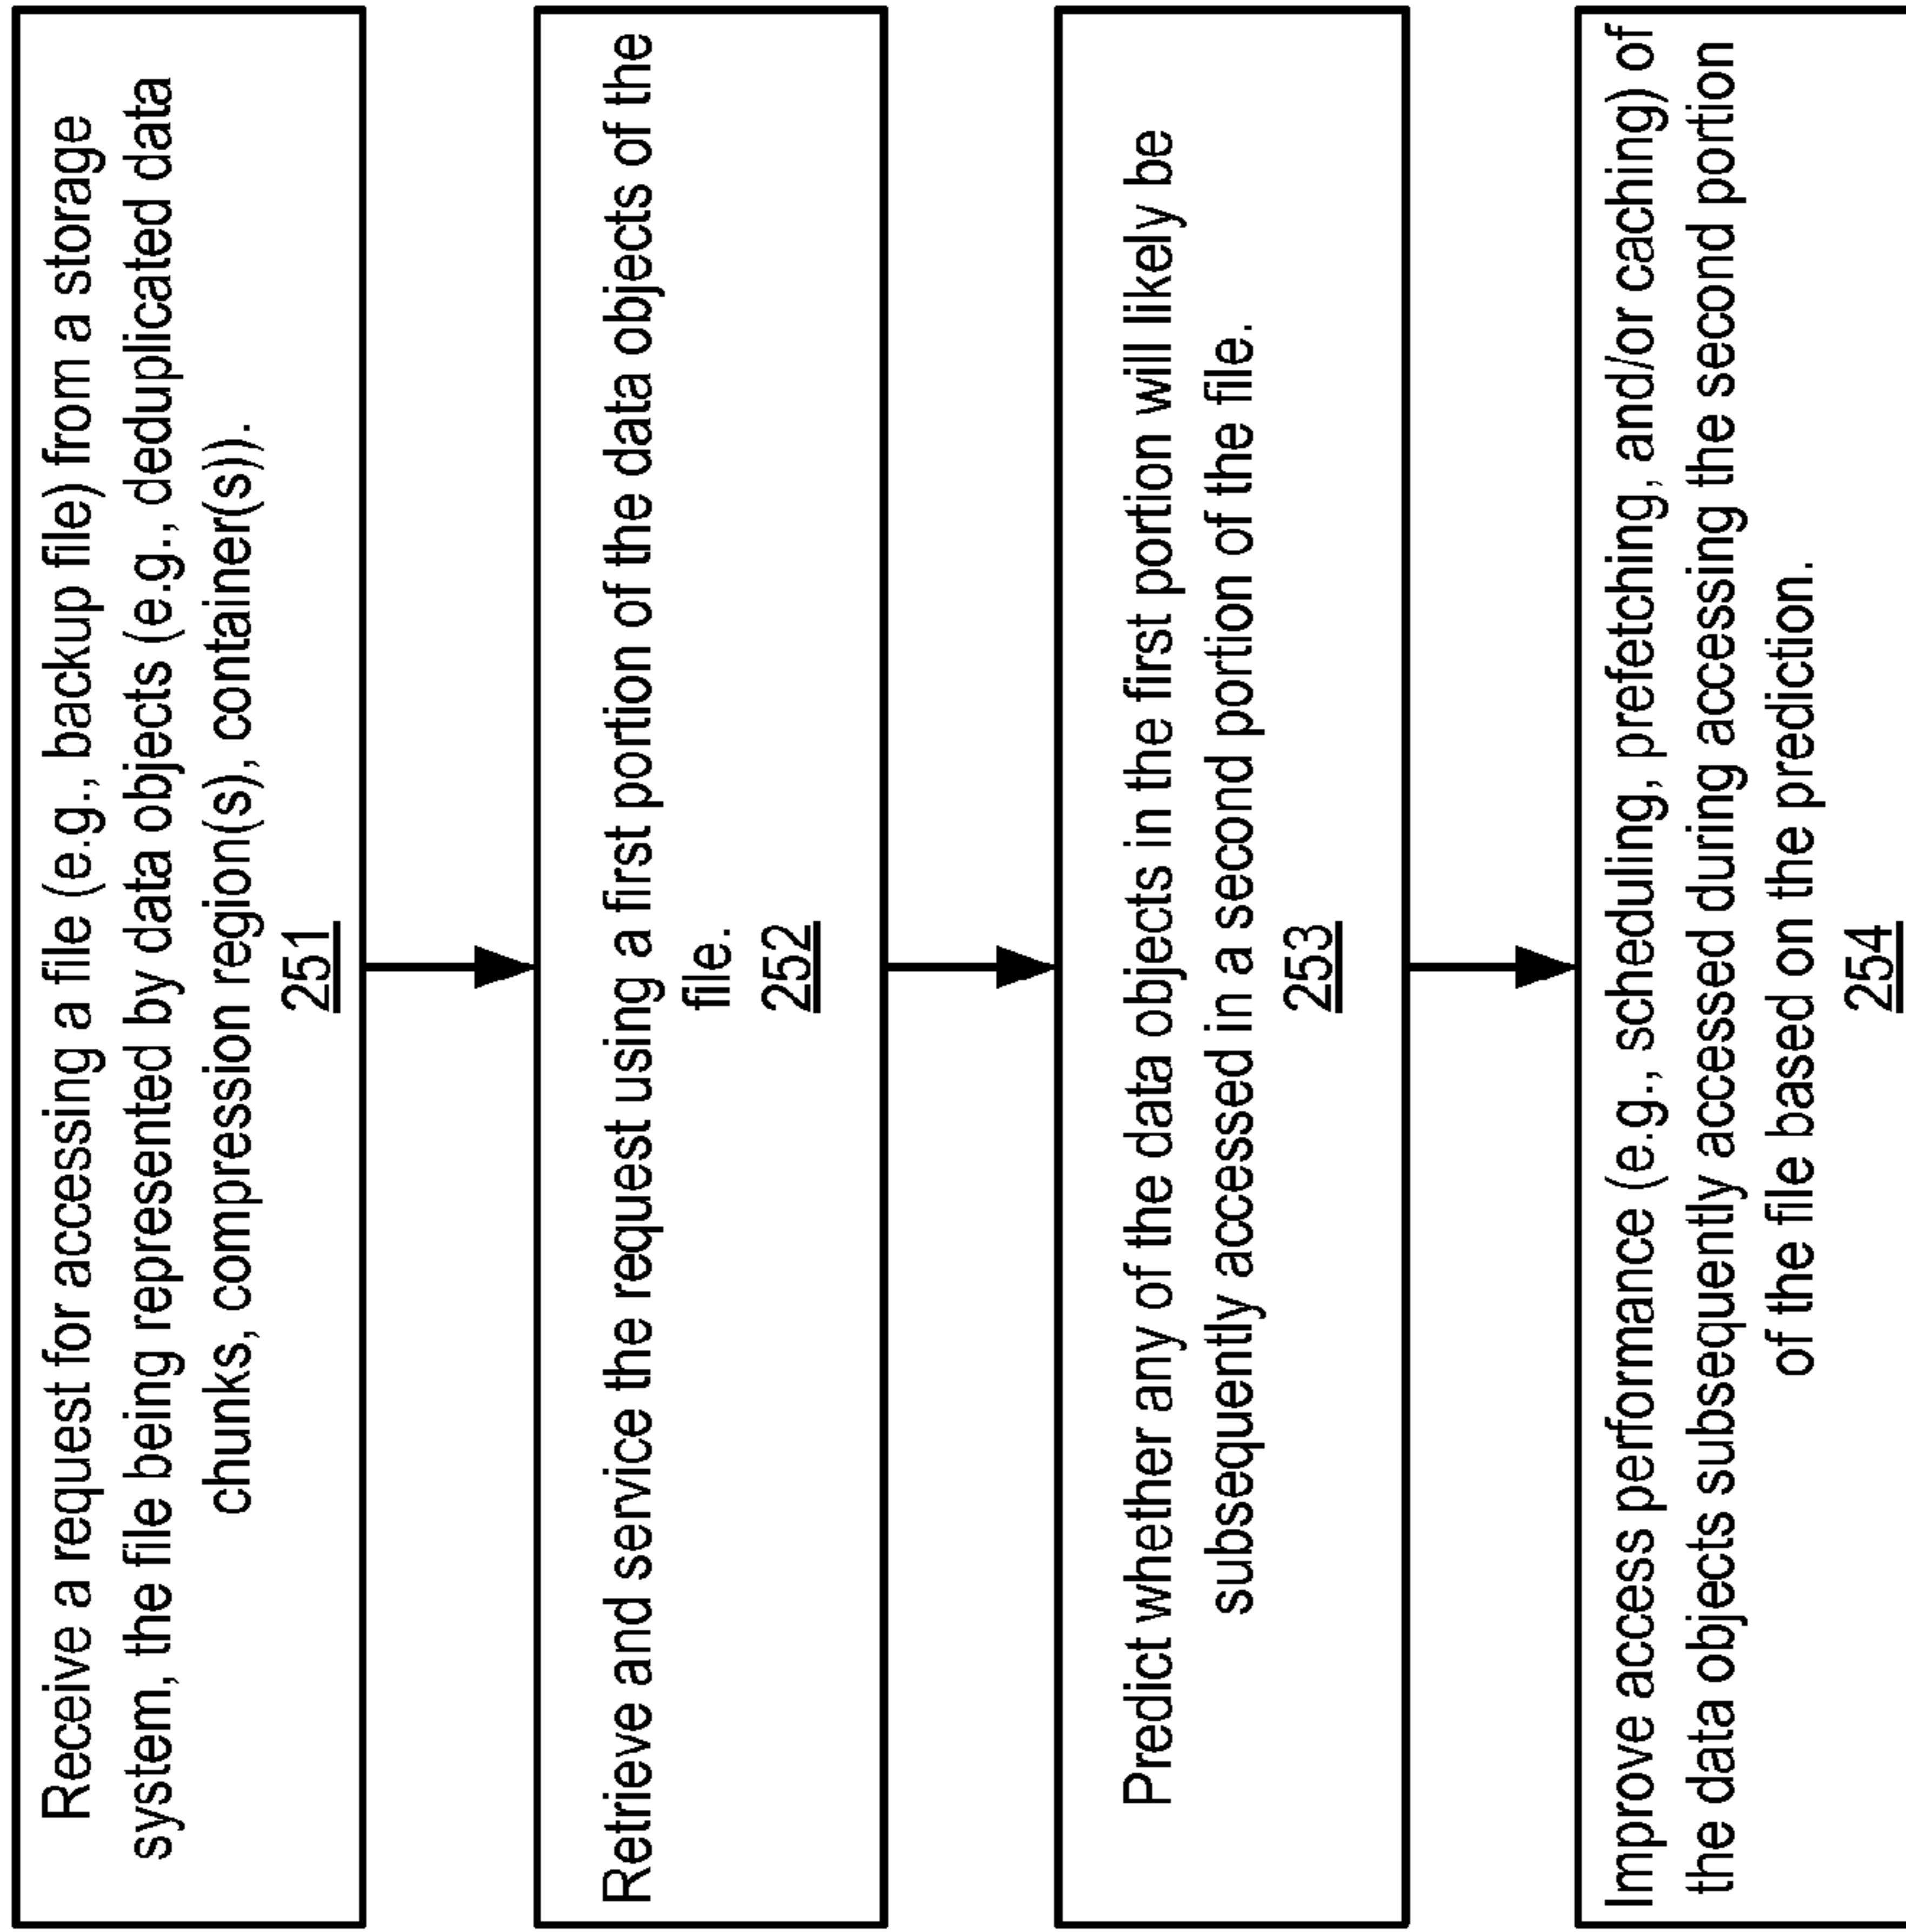 Receive a request for accessing a file (e.g., backup file) from a storage
system, the file being represented by data objects (e.g., deduplicated data
chunks, compression region(s), container(s)).
251
Retrieve and service the request using a first portion of the data objects of the
file.
252
Predict whether any of the data objects in the first portion will likely be
subsequently accessed in a second portion of the file.
253
Improve access performance (e.g., scheduling, prefetching, and/or caching) of
the data objects subsequently accessed during accessing the second portion
of the file based on the prediction.
254